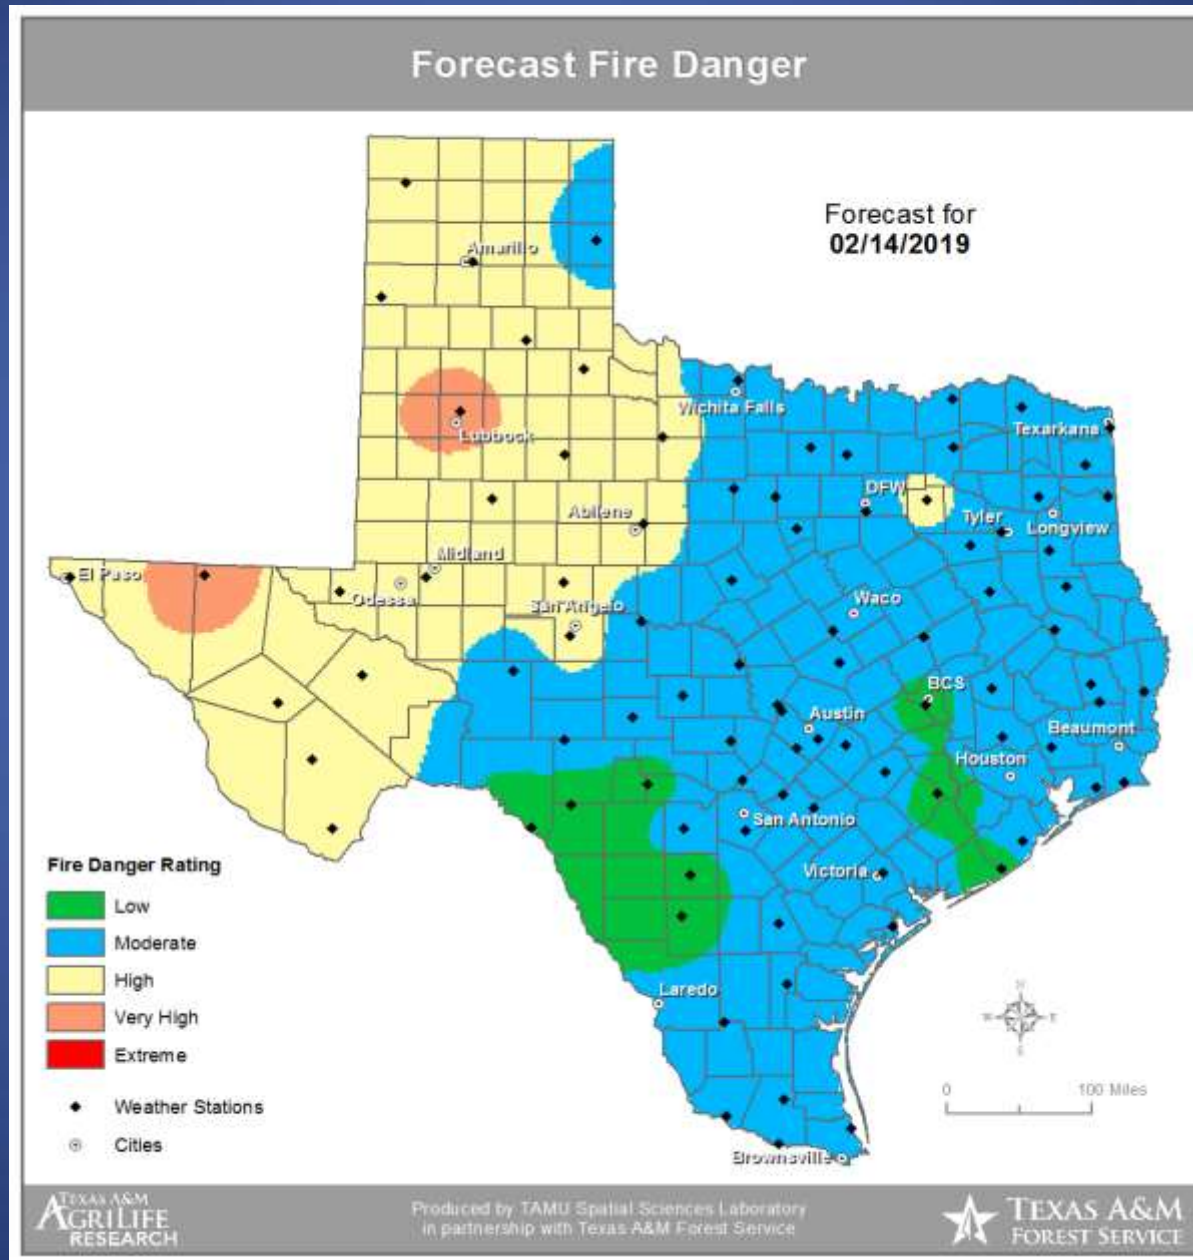 Forecast Fire Danger
Forecast for
02/14/2019
Amarillo
Lubbock
Wichita Falls
Texarkana
DFW
Abilene
Tyler
Longview
Midland
El Paso
Odessa
San Angelo
Waco
BCS
Austin
Beaumont
Houston
San Antonio
Victoria
Laredo
Brownsville
Fire Danger Rating
Low
Moderate
High
Very High
Extreme
Weather Stations
Cities
N
W E
S
0 100 Miles
TEXAS A&M
AGRILIFE
RESEARCH
Produced by TAMU Spatial Sciences Laboratory
in partnership with Texas A&M Forest Service
TEXAS A&M
FOREST SERVICE